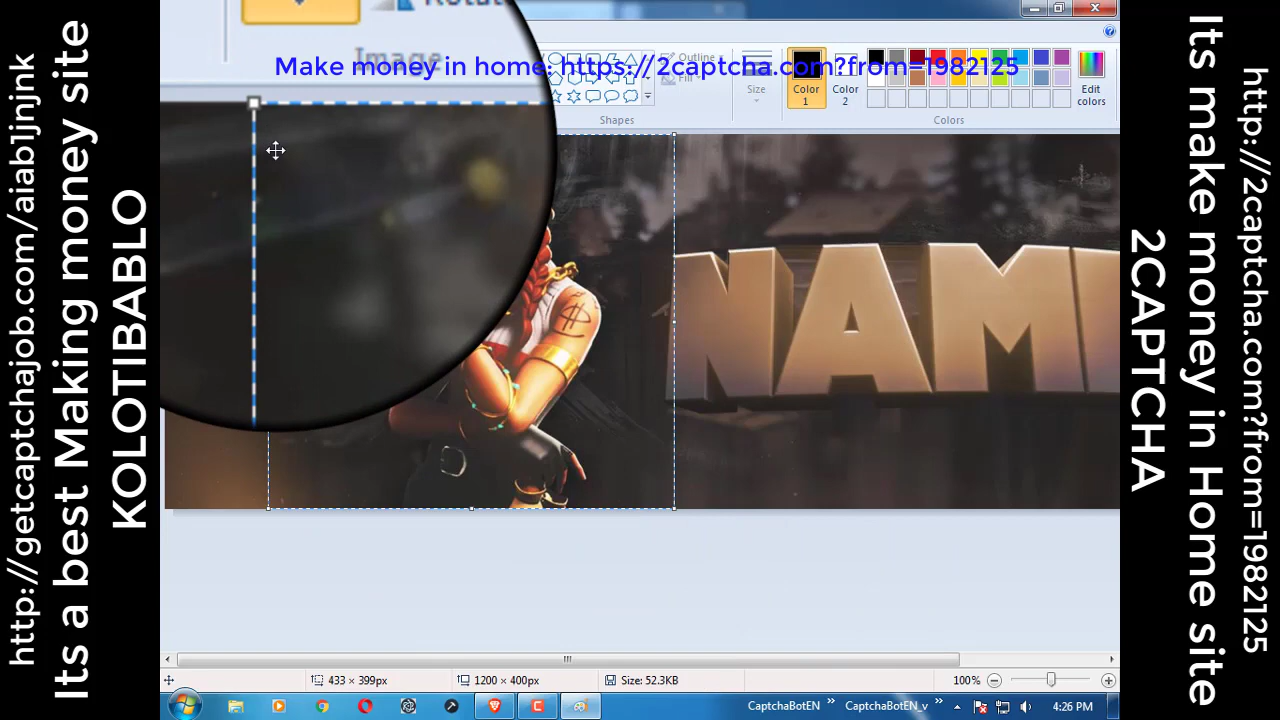 http://getcaptchajob.com/aiabljnjnk
Its a best Making money site
KOLOTIBABLO
Image
Make money in home: https://2captcha.com?from=1982125
Outline
Fill
Size
Color
1
Color
2
Edit
colors
Shapes
Colors
NAM
433 × 399px
1200 × 400px
Size: 52.3KB
100%
CaptchaBotEN
CaptchaBotEN_v
4:26 PM
Its make money in Home site
2CAPTCHA
http://2captcha.com?from=1982125